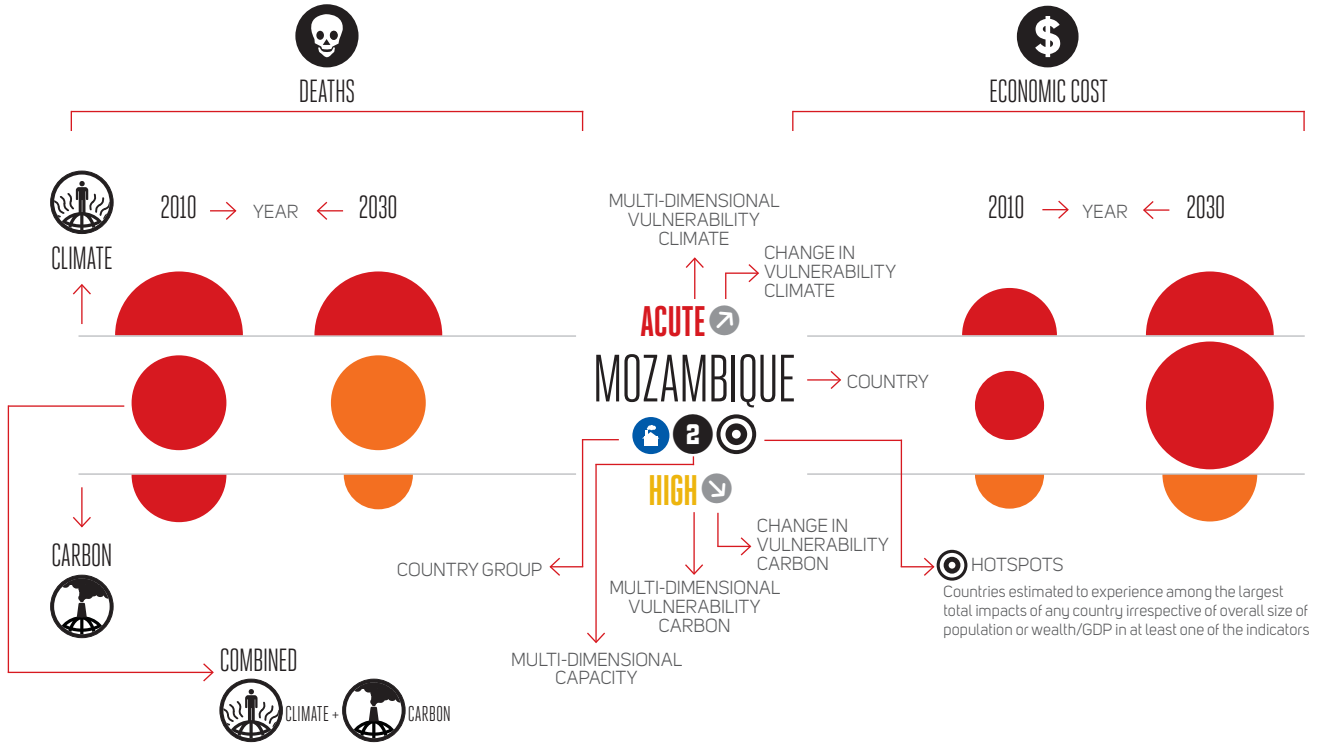 DEATHS
ECONOMIC COST
CLIMATE
2010
YEAR
2030
MULTI-DIMENSIONAL
VULNERABILITY
CLIMATE
CHANGE IN
VULNERABILITY
CLIMATE
2010
YEAR
2030
ACUTE
MOZAMBIQUE
COUNTRY
2
HIGH
CARBON
COUNTRY GROUP
CHANGE IN
VULNERABILITY
CARBON
MULTI-DIMENSIONAL
VULNERABILITY
CARBON
HOTSPOTS
Countries estimated to experience among the largest
total impacts of any country irrespective of overall size of
population or wealth/GDP in at least one of the indicators
MULTI-DIMENSIONAL
CAPACITY
COMBINED
CLIMATE + CARBON